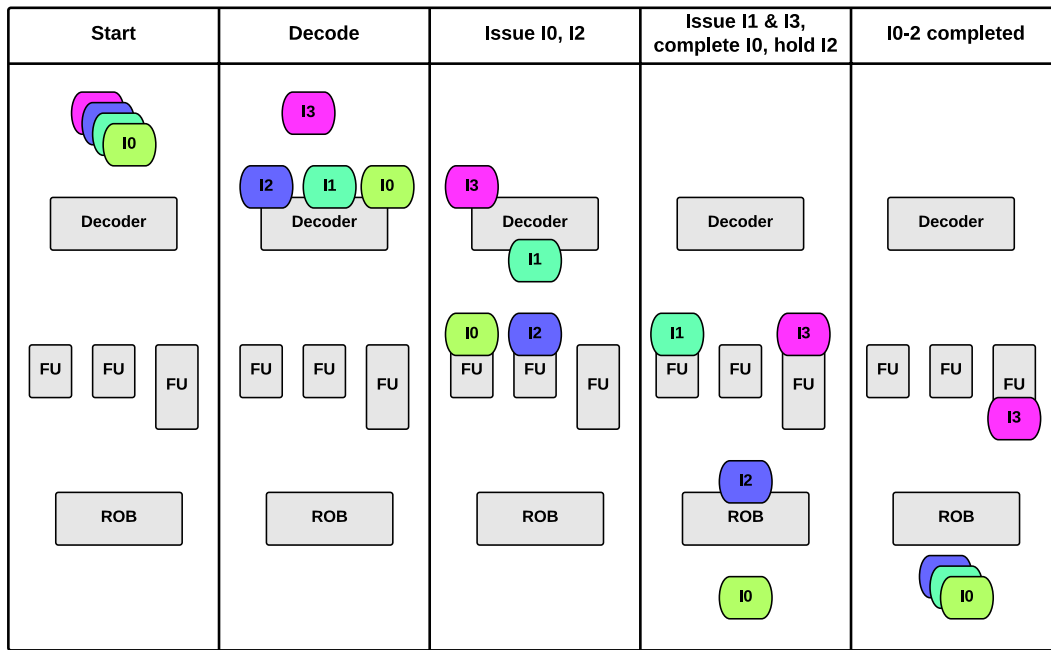 Start
Decode
Issue I0, I2
Issue I1 & I3,
complete I0, hold I2
I0-2 completed
I0
Decoder
FU
FU
FU
ROB
I3
I2
I1
I0
Decoder
FU
FU
FU
ROB
I3
Decoder
I1
I0
I2
FU
FU
FU
ROB
Decoder
I1
I3
FU
FU
FU
I2
ROB
I0
Decoder
FU
FU
FU
I3
ROB
I0